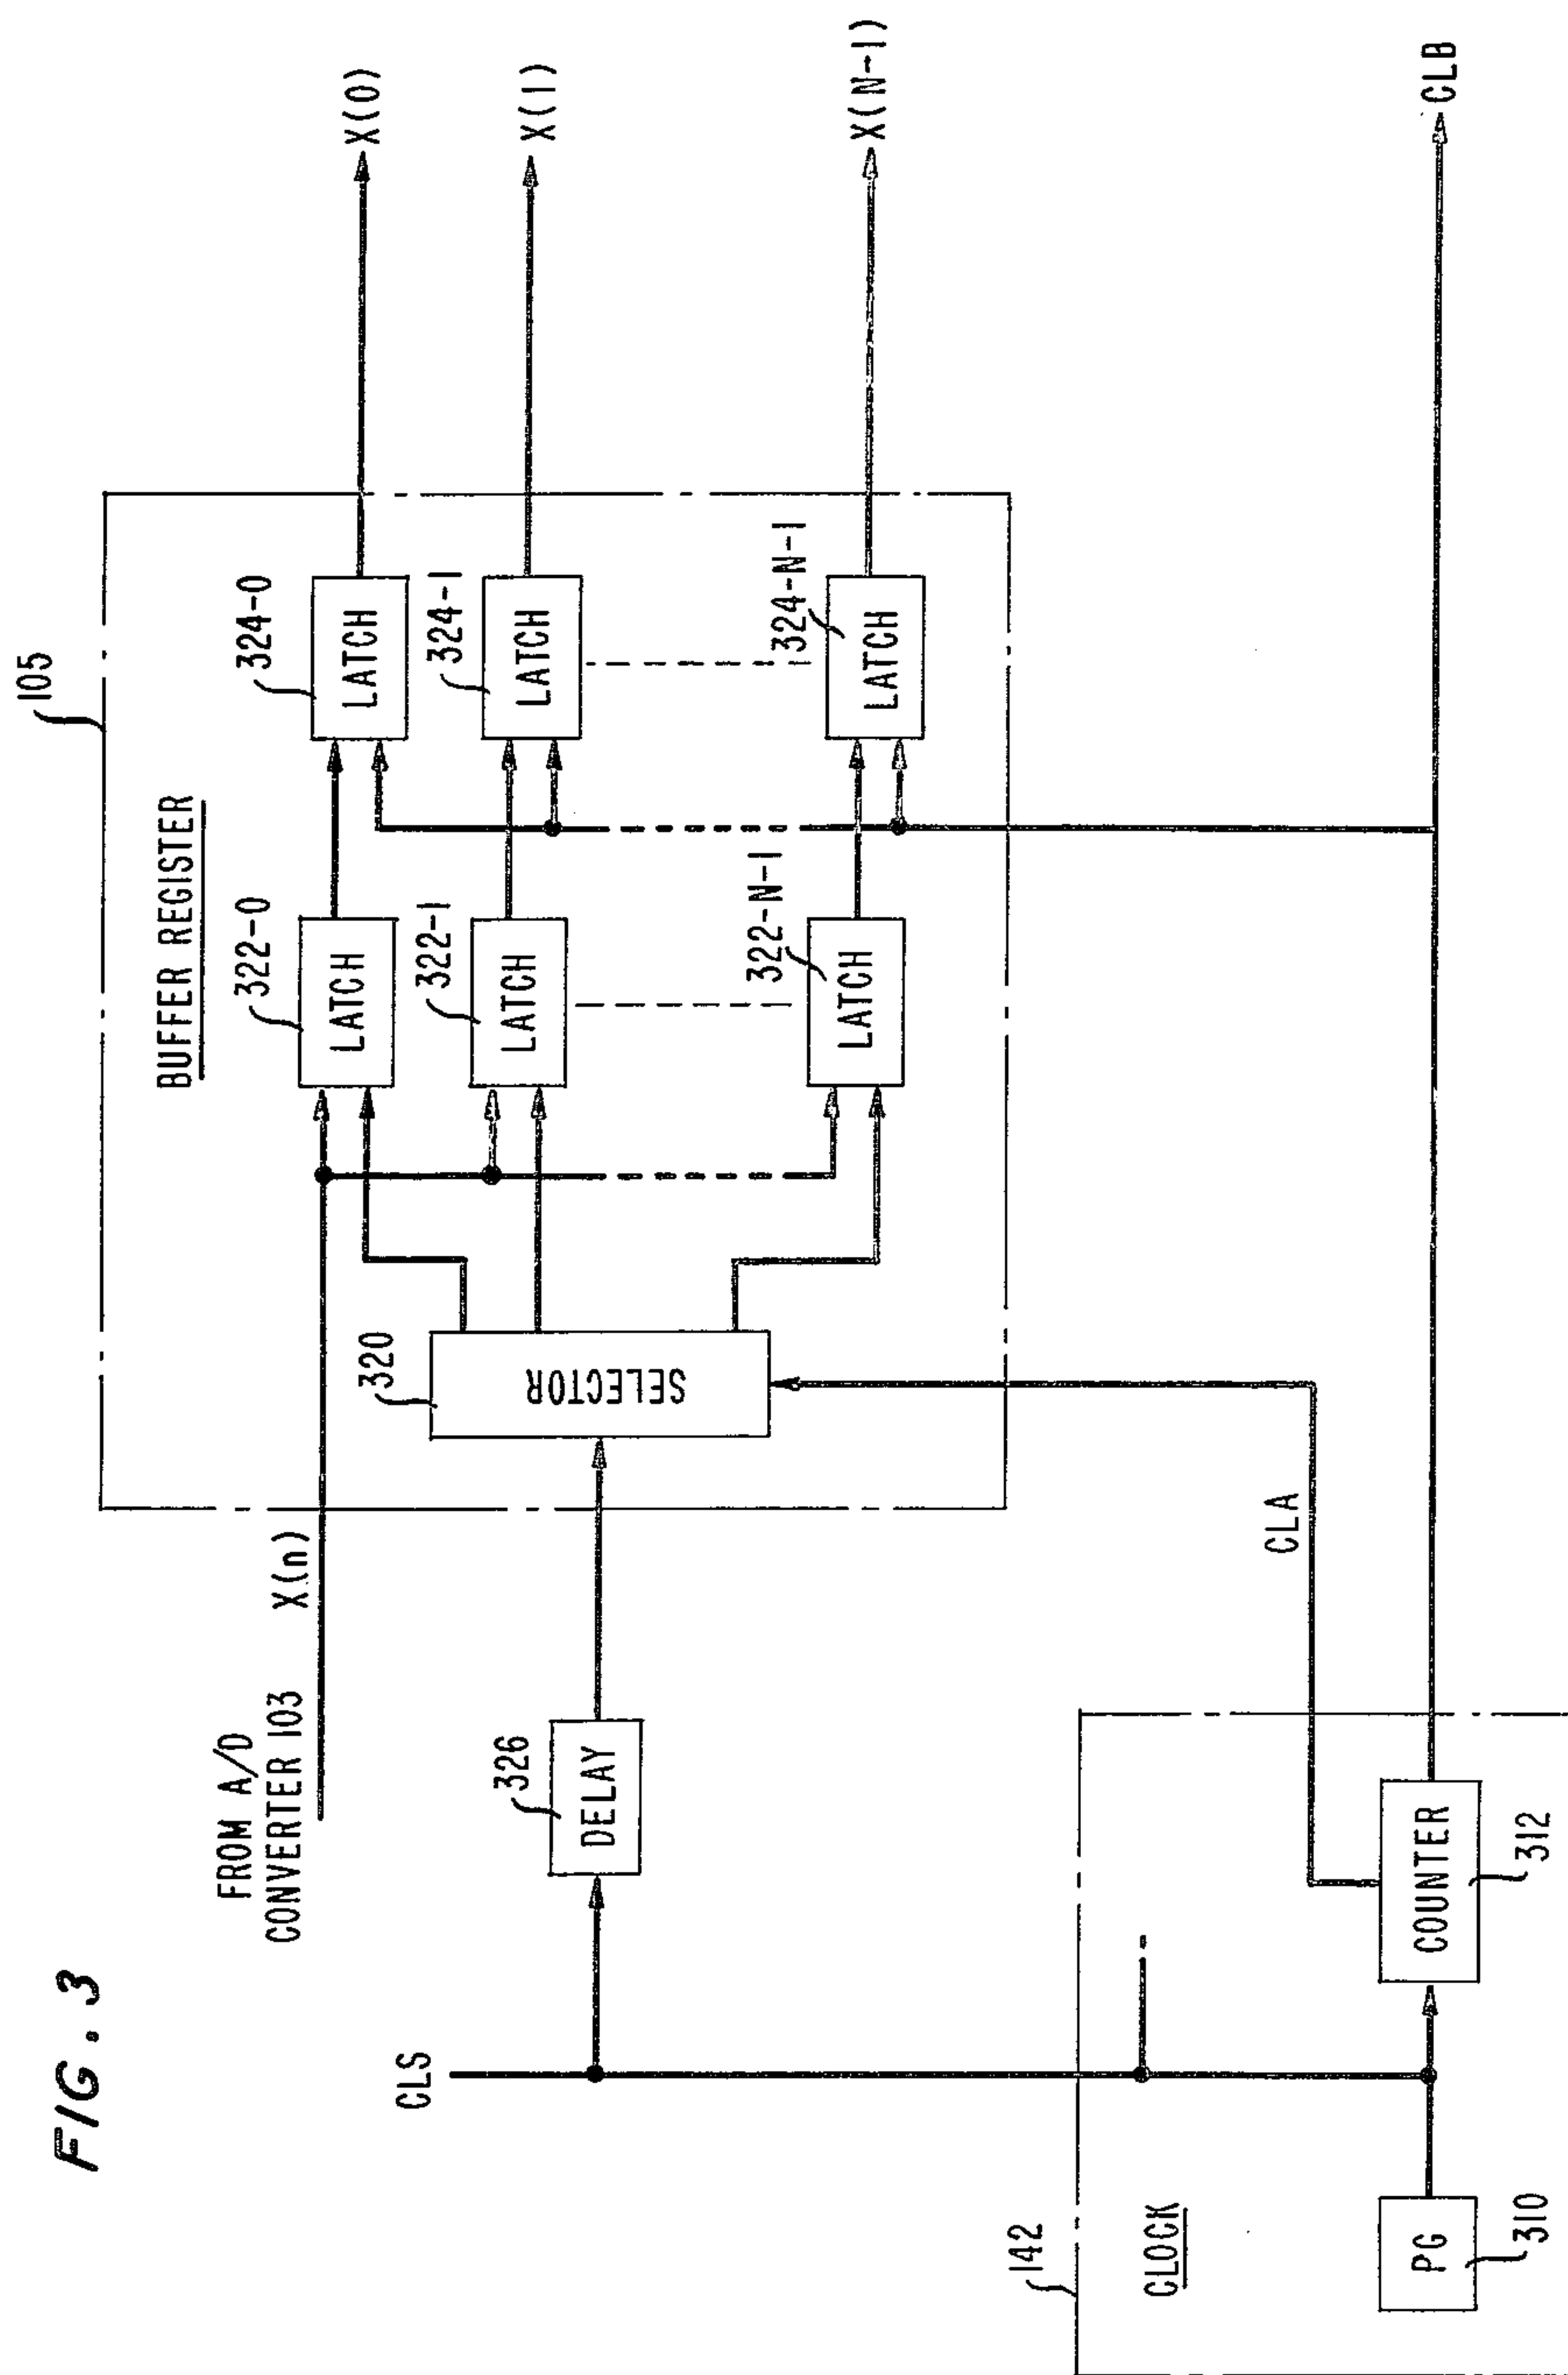 FIG. 3
105
BUFFER REGISTER
FROM A/D
CONVERTER 103
X(n)
322-0
LATCH
324-0
LATCH
X(0)
322-1
LATCH
324-1
LATCH
X(1)
322-N-1
LATCH
324-N-1
LATCH
X(N-1)
320
SELECTOR
326
DELAY
CLS
CLA
142
CLOCK
PG
310
COUNTER
312
CLB